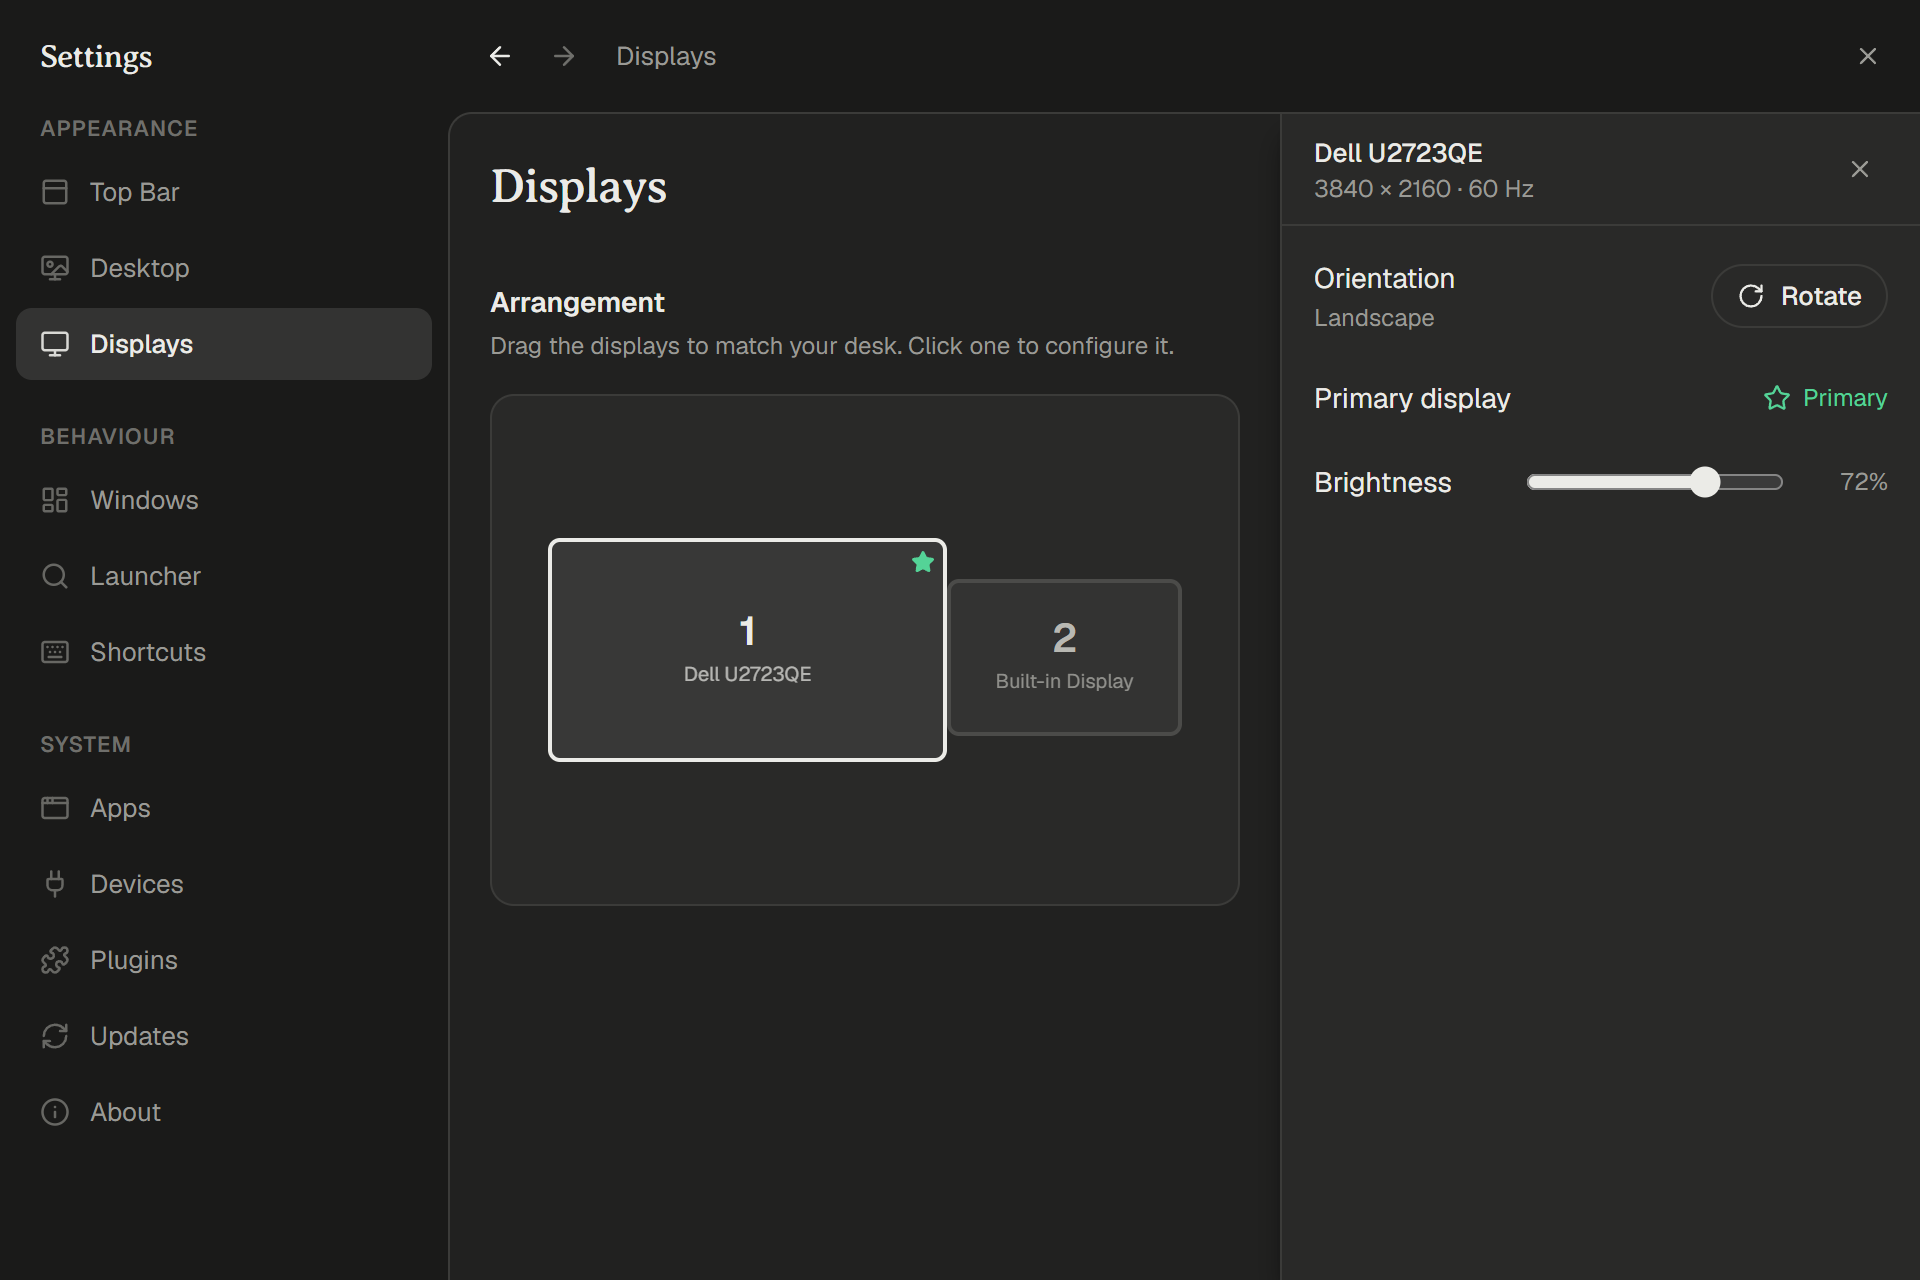 Settings
APPEARANCE
Top Bar
Desktop
Displays
BEHAVIOUR
Windows
Launcher
Shortcuts
SYSTEM
Apps
Devices
Plugins
Updates
About
Displays
Displays
Arrangement
Drag the displays to match your desk. Click one to configure it.
1
Dell U2723QE
2
Built-in Display
Dell U2723QE
3840 × 2160 · 60 Hz
Orientation
Landscape
Rotate
Primary display
Primary
Brightness
72%